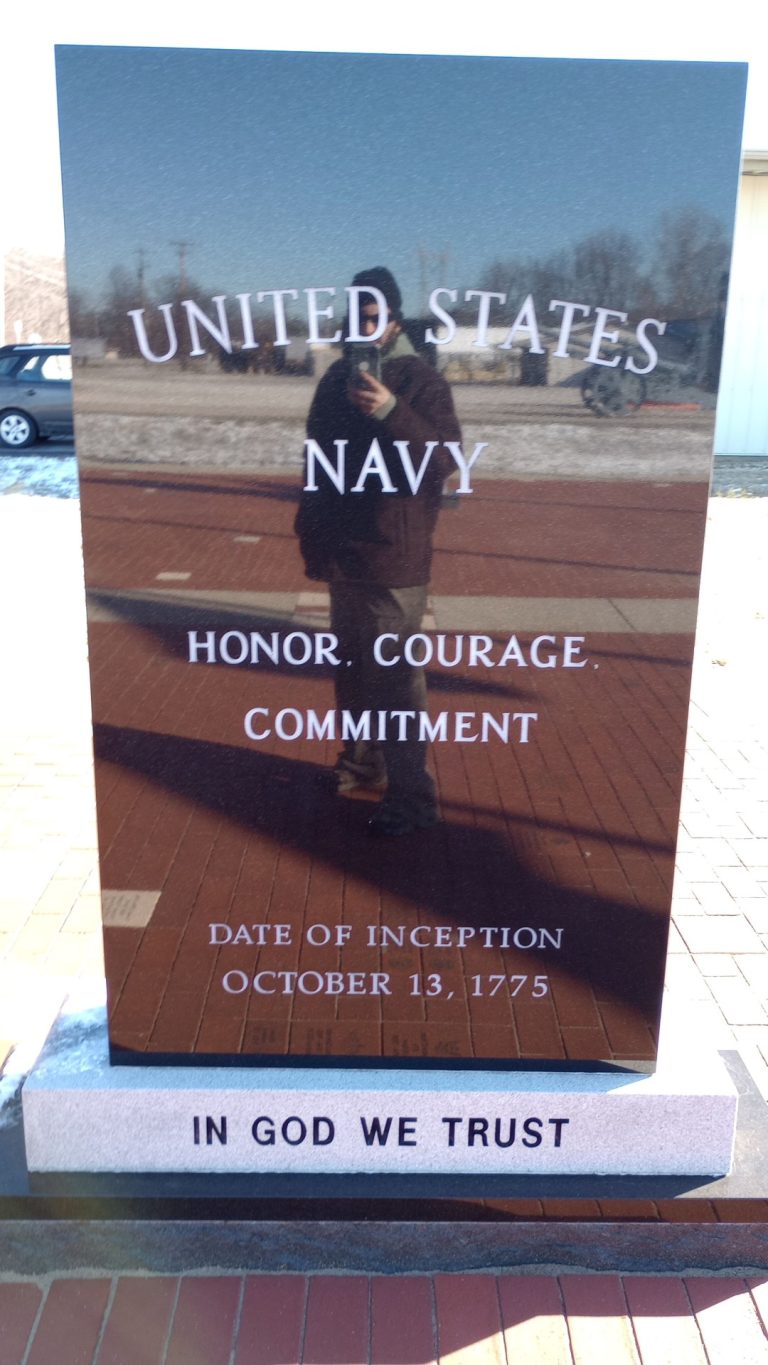 UNITED STATES
NAVY
HONOR, COURAGE,
COMMITMENT
DATE OF INCEPTION
OCTOBER 13, 1775
IN GOD WE TRUST